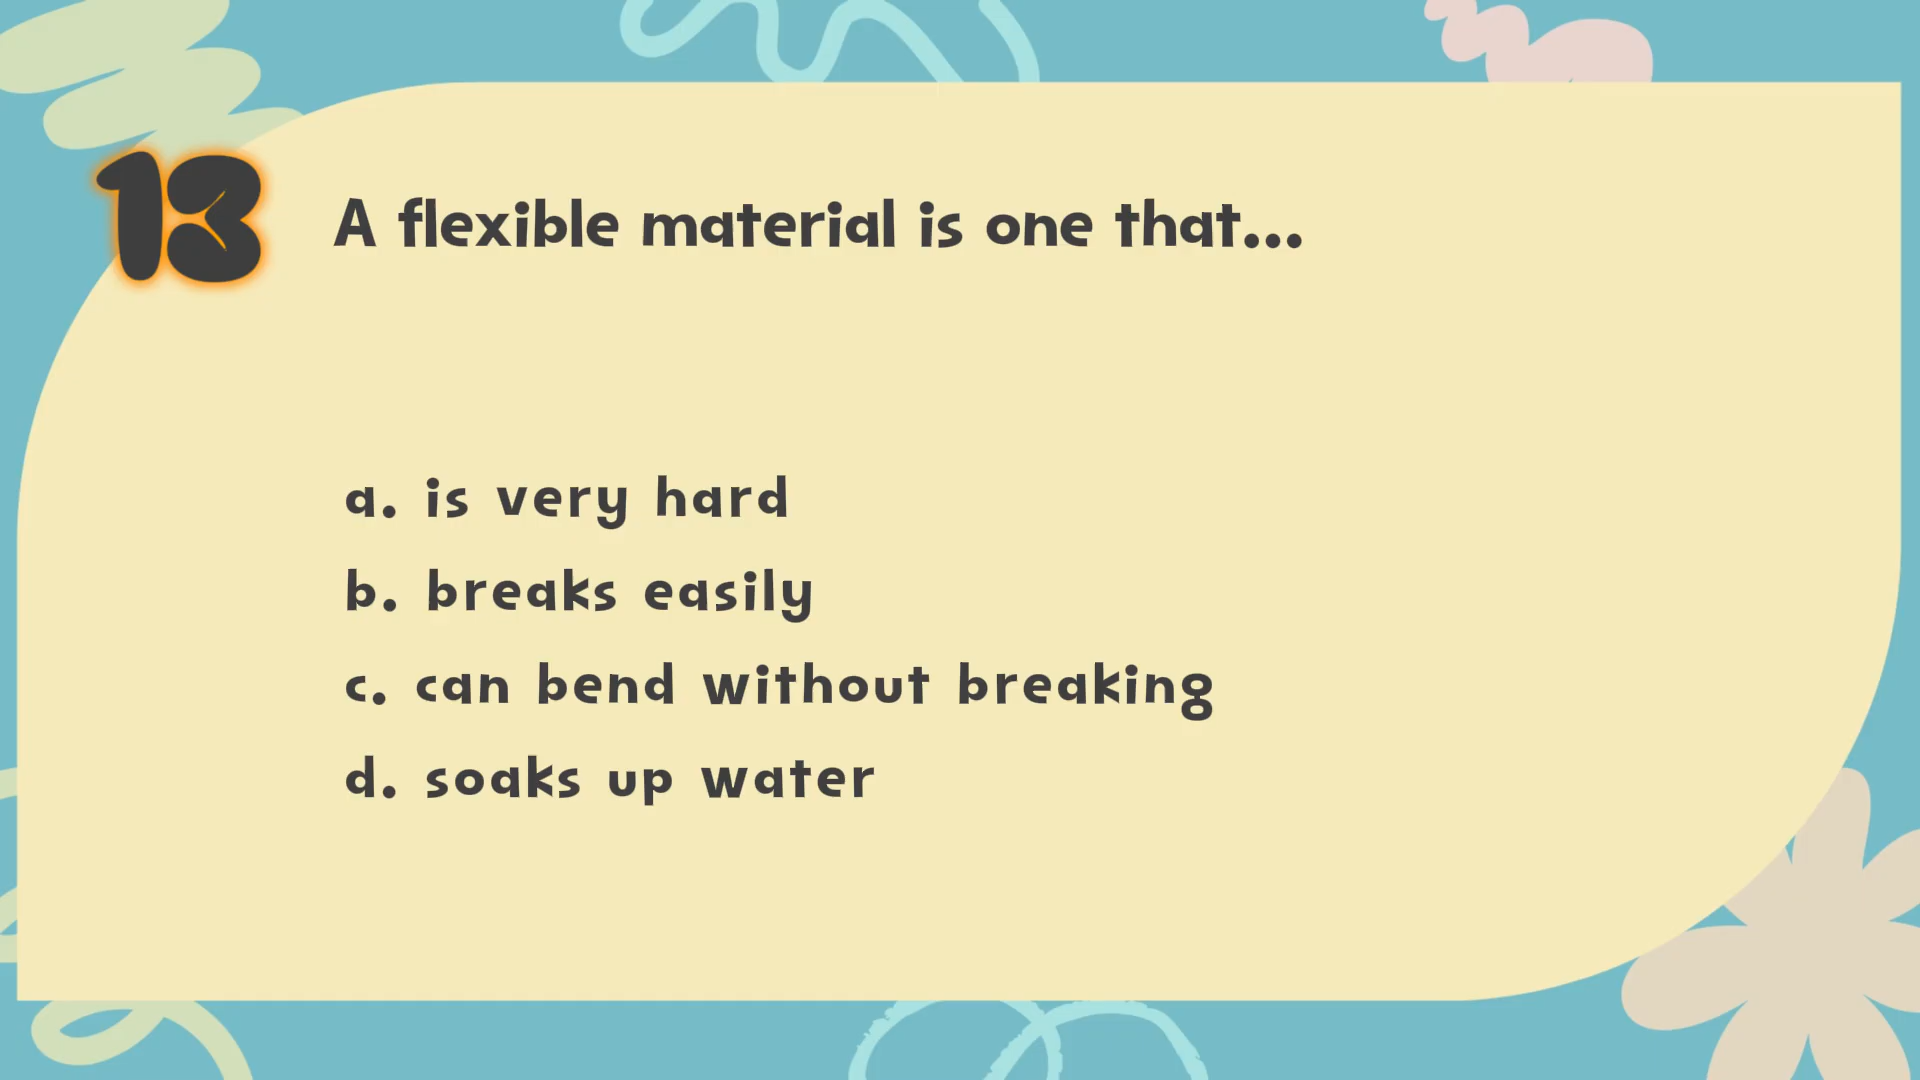 13
A flexible material is one that...
a. is very hard
b. breaks easily
c. can bend without breaking
d. soaks up water